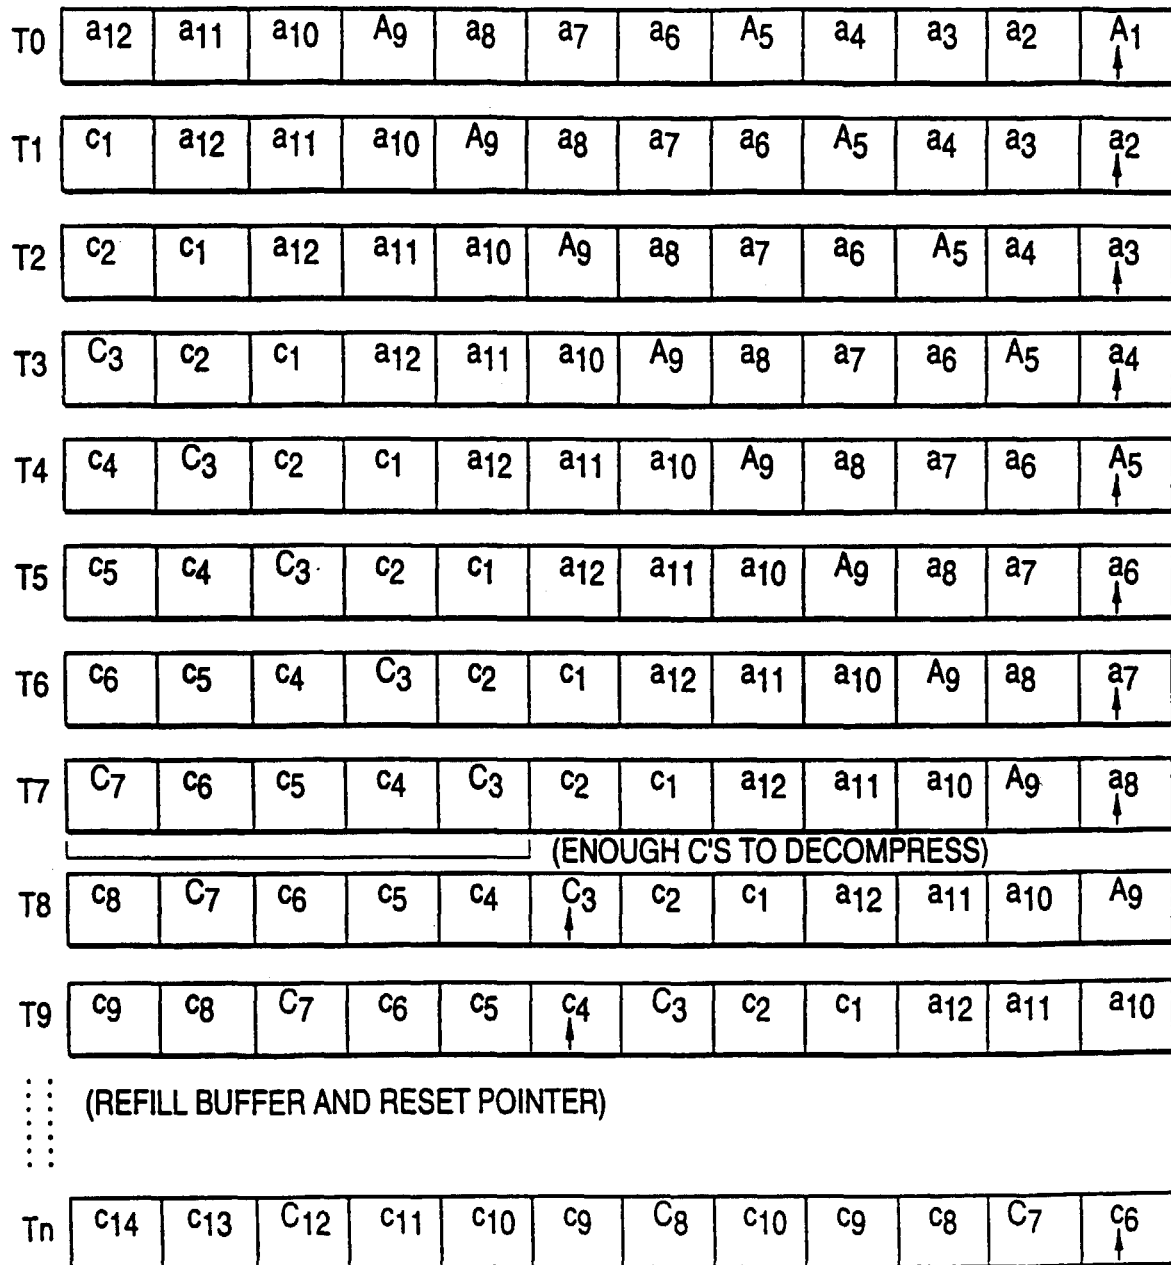 T0 a12 a11 a10 A9 a8 a7 a6 A5 a4 a3 a2 A1
T1 c1 a12 a11 a10 A9 a8 a7 a6 A5 a4 a3 a2
T2 c2 c1 a12 a11 a10 A9 a8 a7 a6 A5 a4 a3
T3 C3 c2 c1 a12 a11 a10 A9 a8 a7 a6 A5 a4
T4 c4 C3 c2 c1 a12 a11 a10 A9 a8 a7 a6 A5
T5 c5 c4 C3 c2 c1 a12 a11 a10 A9 a8 a7 a6
T6 c6 c5 c4 C3 c2 c1 a12 a11 a10 A9 a8 a7
T7 C7 c6 c5 c4 C3 c2 c1 a12 a11 a10 A9 a8
(ENOUGH C'S TO DECOMPRESS)
T8 c8 C7 c6 c5 c4 C3 c2 c1 a12 a11 a10 A9
T9 c9 c8 C7 c6 c5 c4 C3 c2 c1 a12 a11 a10
(REFILL BUFFER AND RESET POINTER)
Tn c14 c13 C12 c11 c10 c9 C8 c10 c9 c8 C7 c6